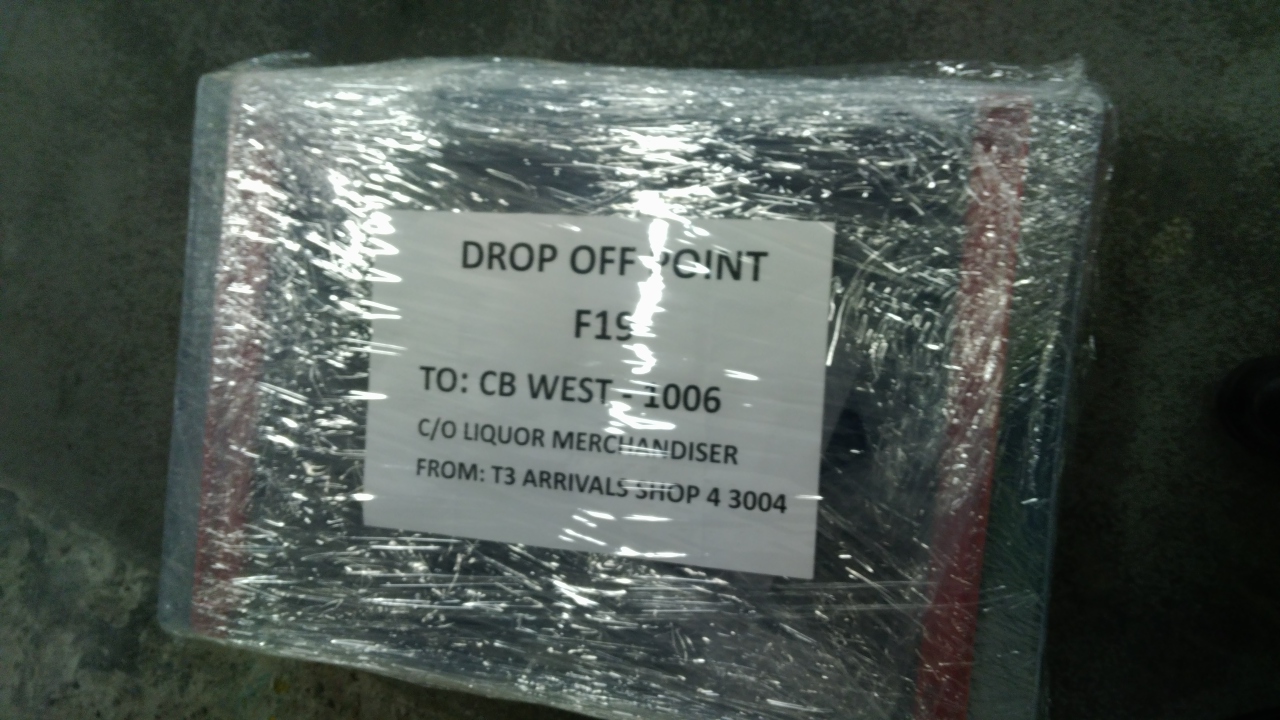 DROP OFF POINT
F19
TO: CB WEST - 1006
C/O LIQUOR MERCHANDISER
FROM: T3 ARRIVALS SHOP 4 3004